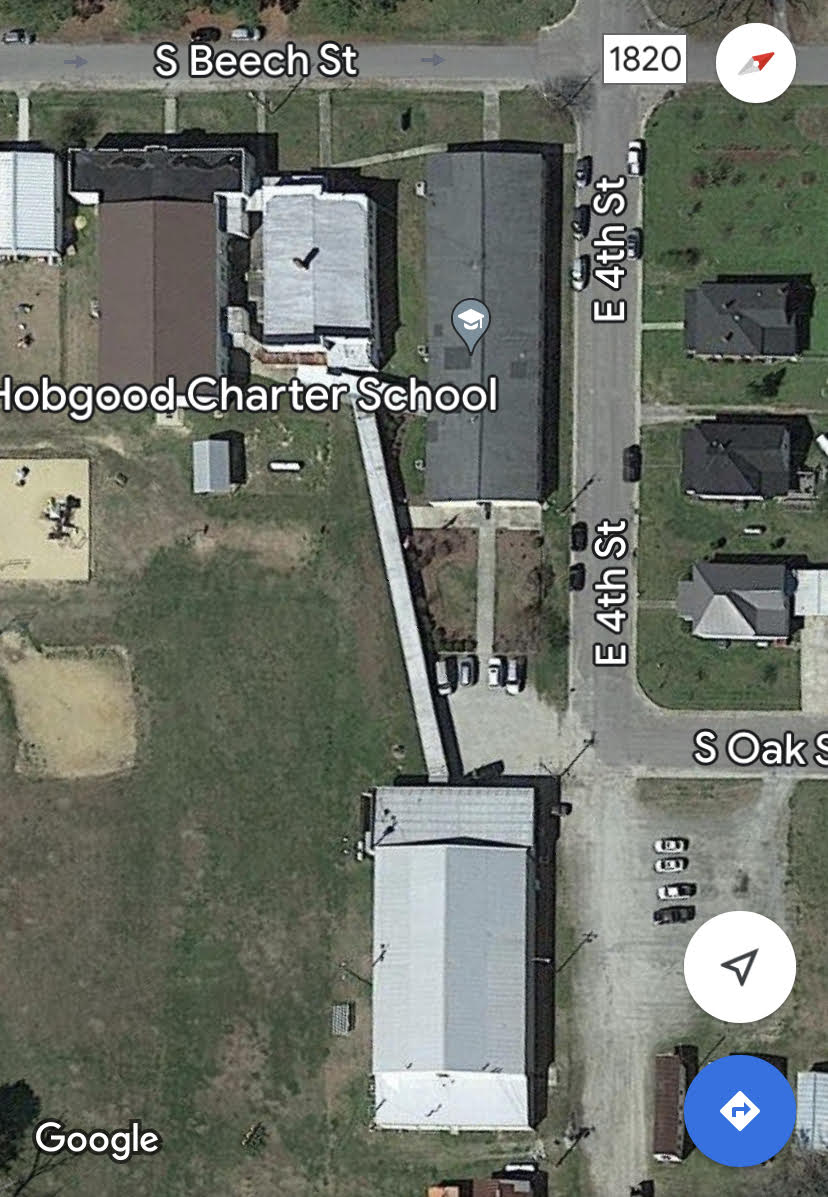 S Beech St
1820
E 4th St
Hobgood Charter School
E 4th St
S Oak S
Google